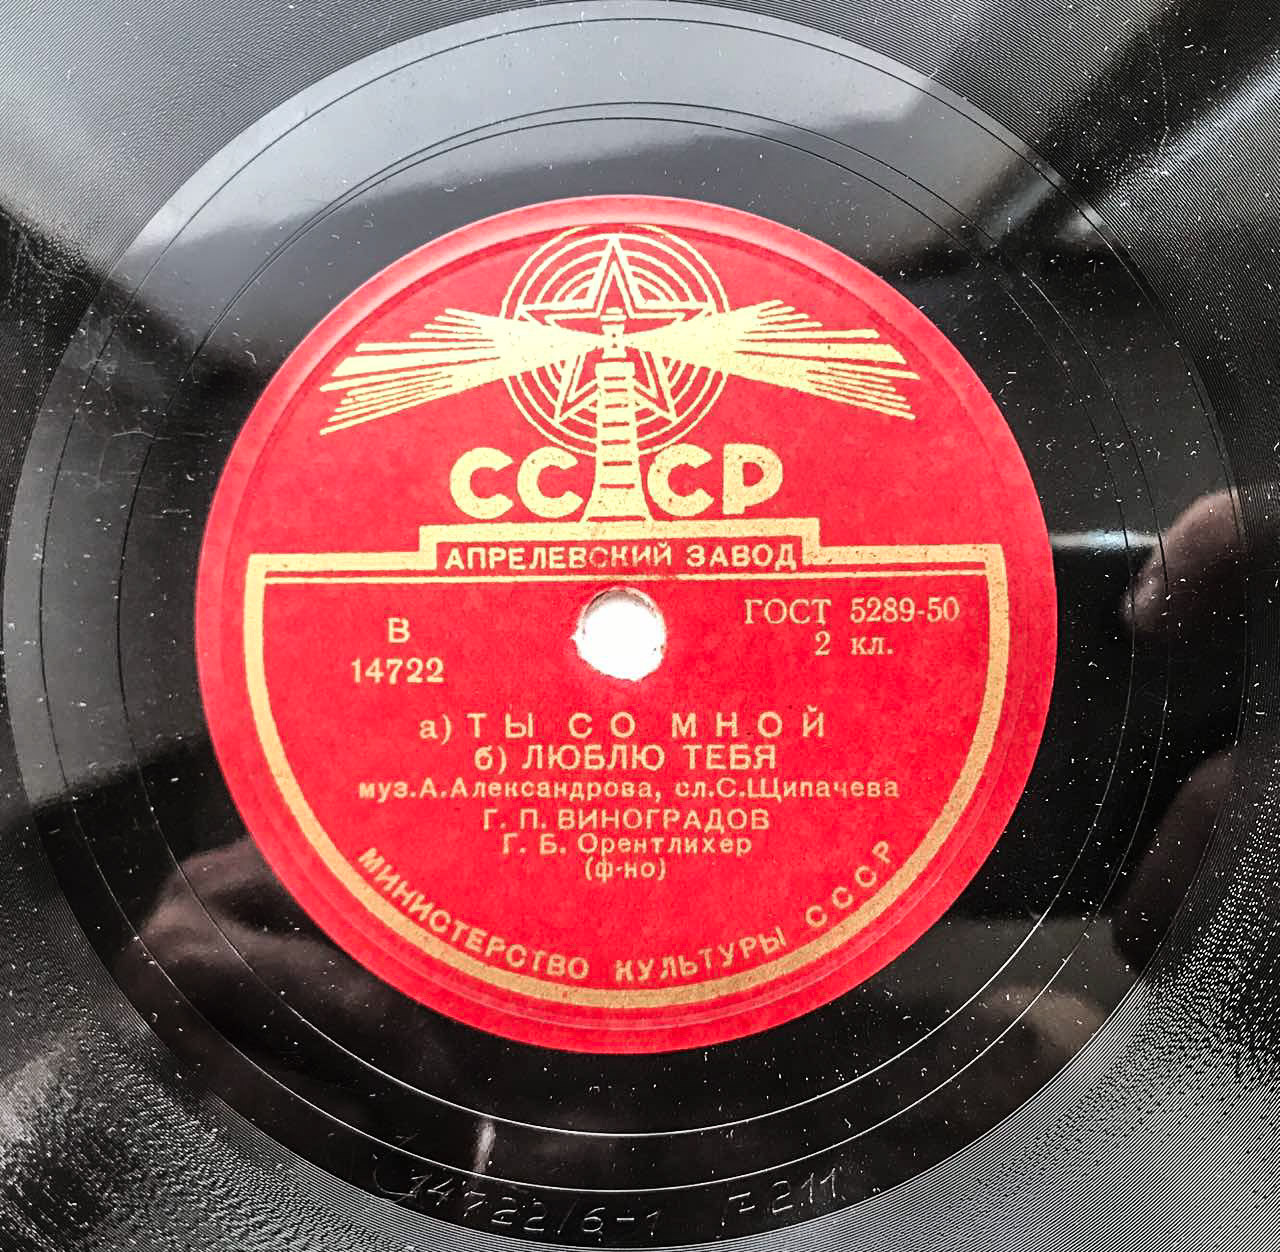 СССР
АПРЕЛЕВСКИЙ ЗАВОД
В
14722
ГОСТ 5289-50
2 кл.
а) ТЫ СО МНОЙ
б) ЛЮБЛЮ ТЕБЯ
муз.А.Александрова, сл.С.Щипачева
Г. П. ВИНОГРАДОВ
Г. Б. Орентлихер
(ф-но)
МИНИСТЕРСТВО КУЛЬТУРЫ СССР
14722/6-1